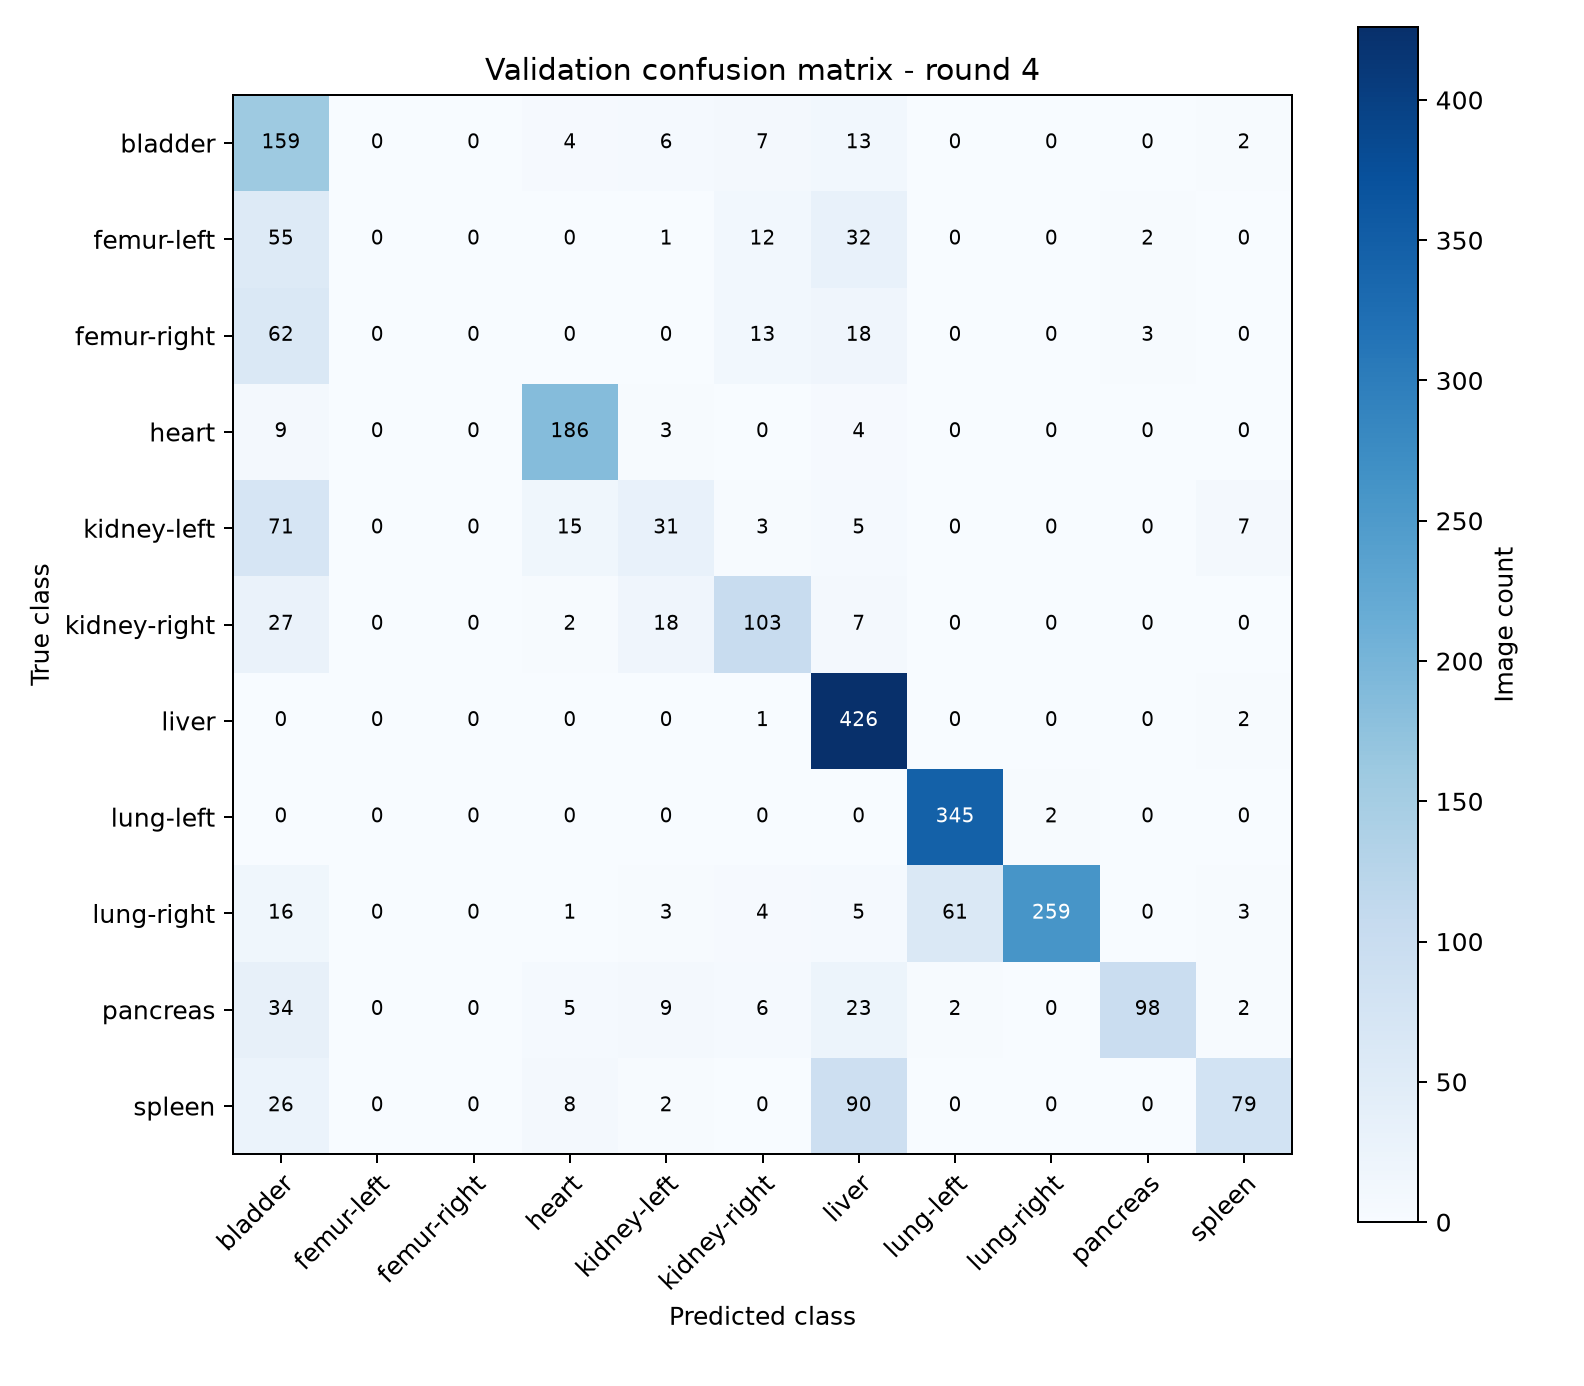 Validation confusion matrix - round 4
bladder 159 0 0 4 6 7 13 0 0 0 2
femur-left 55 0 0 0 1 12 32 0 0 2 0
femur-right 62 0 0 0 0 13 18 0 0 3 0
heart 9 0 0 186 3 0 4 0 0 0 0
kidney-left 71 0 0 15 31 3 5 0 0 0 7
kidney-right 27 0 0 2 18 103 7 0 0 0 0
liver 0 0 0 0 0 1 426 0 0 0 2
lung-left 0 0 0 0 0 0 0 345 2 0 0
lung-right 16 0 0 1 3 4 5 61 259 0 3
pancreas 34 0 0 5 9 6 23 2 0 98 2
spleen 26 0 0 8 2 0 90 0 0 0 79
True class
bladder femur-left femur-right heart kidney-left kidney-right liver lung-left lung-right pancreas spleen
Predicted class
400
350
300
250
200
150
100
50
0
Image count